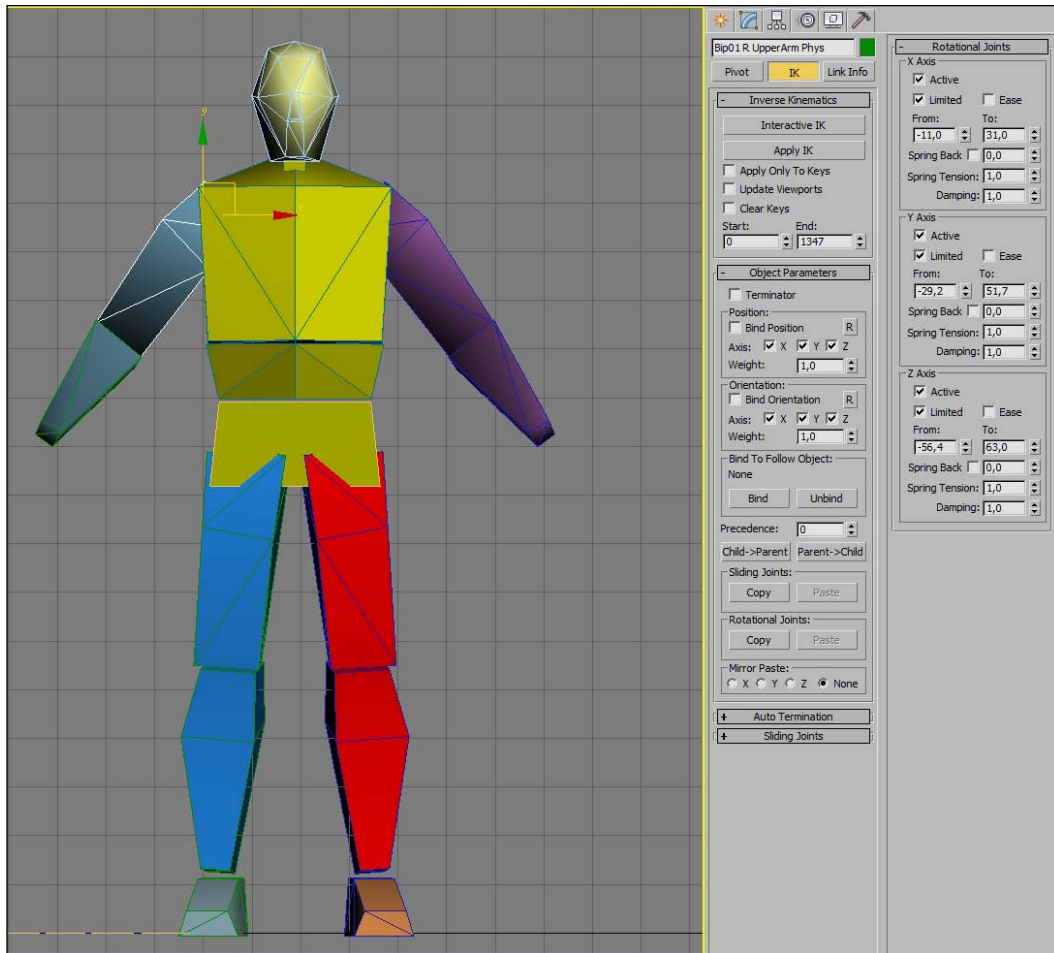 Bip01 R UpperArm Phys
Pivot IK Link Info
- Inverse Kinematics
Interactive IK
Apply IK
Apply Only To Keys
Update Viewports
Clear Keys
Start: End:
0 1347
- Object Parameters
Terminator
Position:
Bind Position R
Axis: X Y Z
Weight: 1,0
Orientation:
Bind Orientation R
Axis: X Y Z
Weight: 1,0
Bind To Follow Object:
None
Bind Unbind
Precedence: 0
Child->Parent Parent->Child
Sliding Joints:
Copy Paste
Rotational Joints:
Copy Paste
Mirror Paste:
X Y Z None
+ Auto Termination
+ Sliding Joints
- Rotational Joints
X Axis
Active
Limited Ease
From: To:
-11,0 31,0
Spring Back 0,0
Spring Tension: 1,0
Damping: 1,0
Y Axis
Active
Limited Ease
From: To:
-29,2 51,7
Spring Back 0,0
Spring Tension: 1,0
Damping: 1,0
Z Axis
Active
Limited Ease
From: To:
-56,4 63,0
Spring Back 0,0
Spring Tension: 1,0
Damping: 1,0
y
x